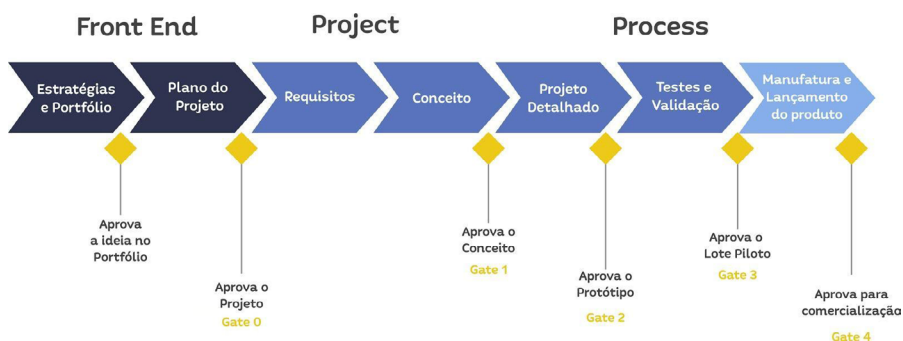 Front End
Project
Process
Estratégias
e Portfólio
Plano do
Projeto
Requisitos
Conceito
Projeto
Detalhado
Testes e
Validação
Manufatura e
Lançamento
do produto
Aprova
a ideia no
Portfólio
Aprova o
Projeto
Gate 0
Aprova o
Conceito
Gate 1
Aprova o
Protótipo
Gate 2
Aprova o
Lote Piloto
Gate 3
Aprova para
comercialização
Gate 4